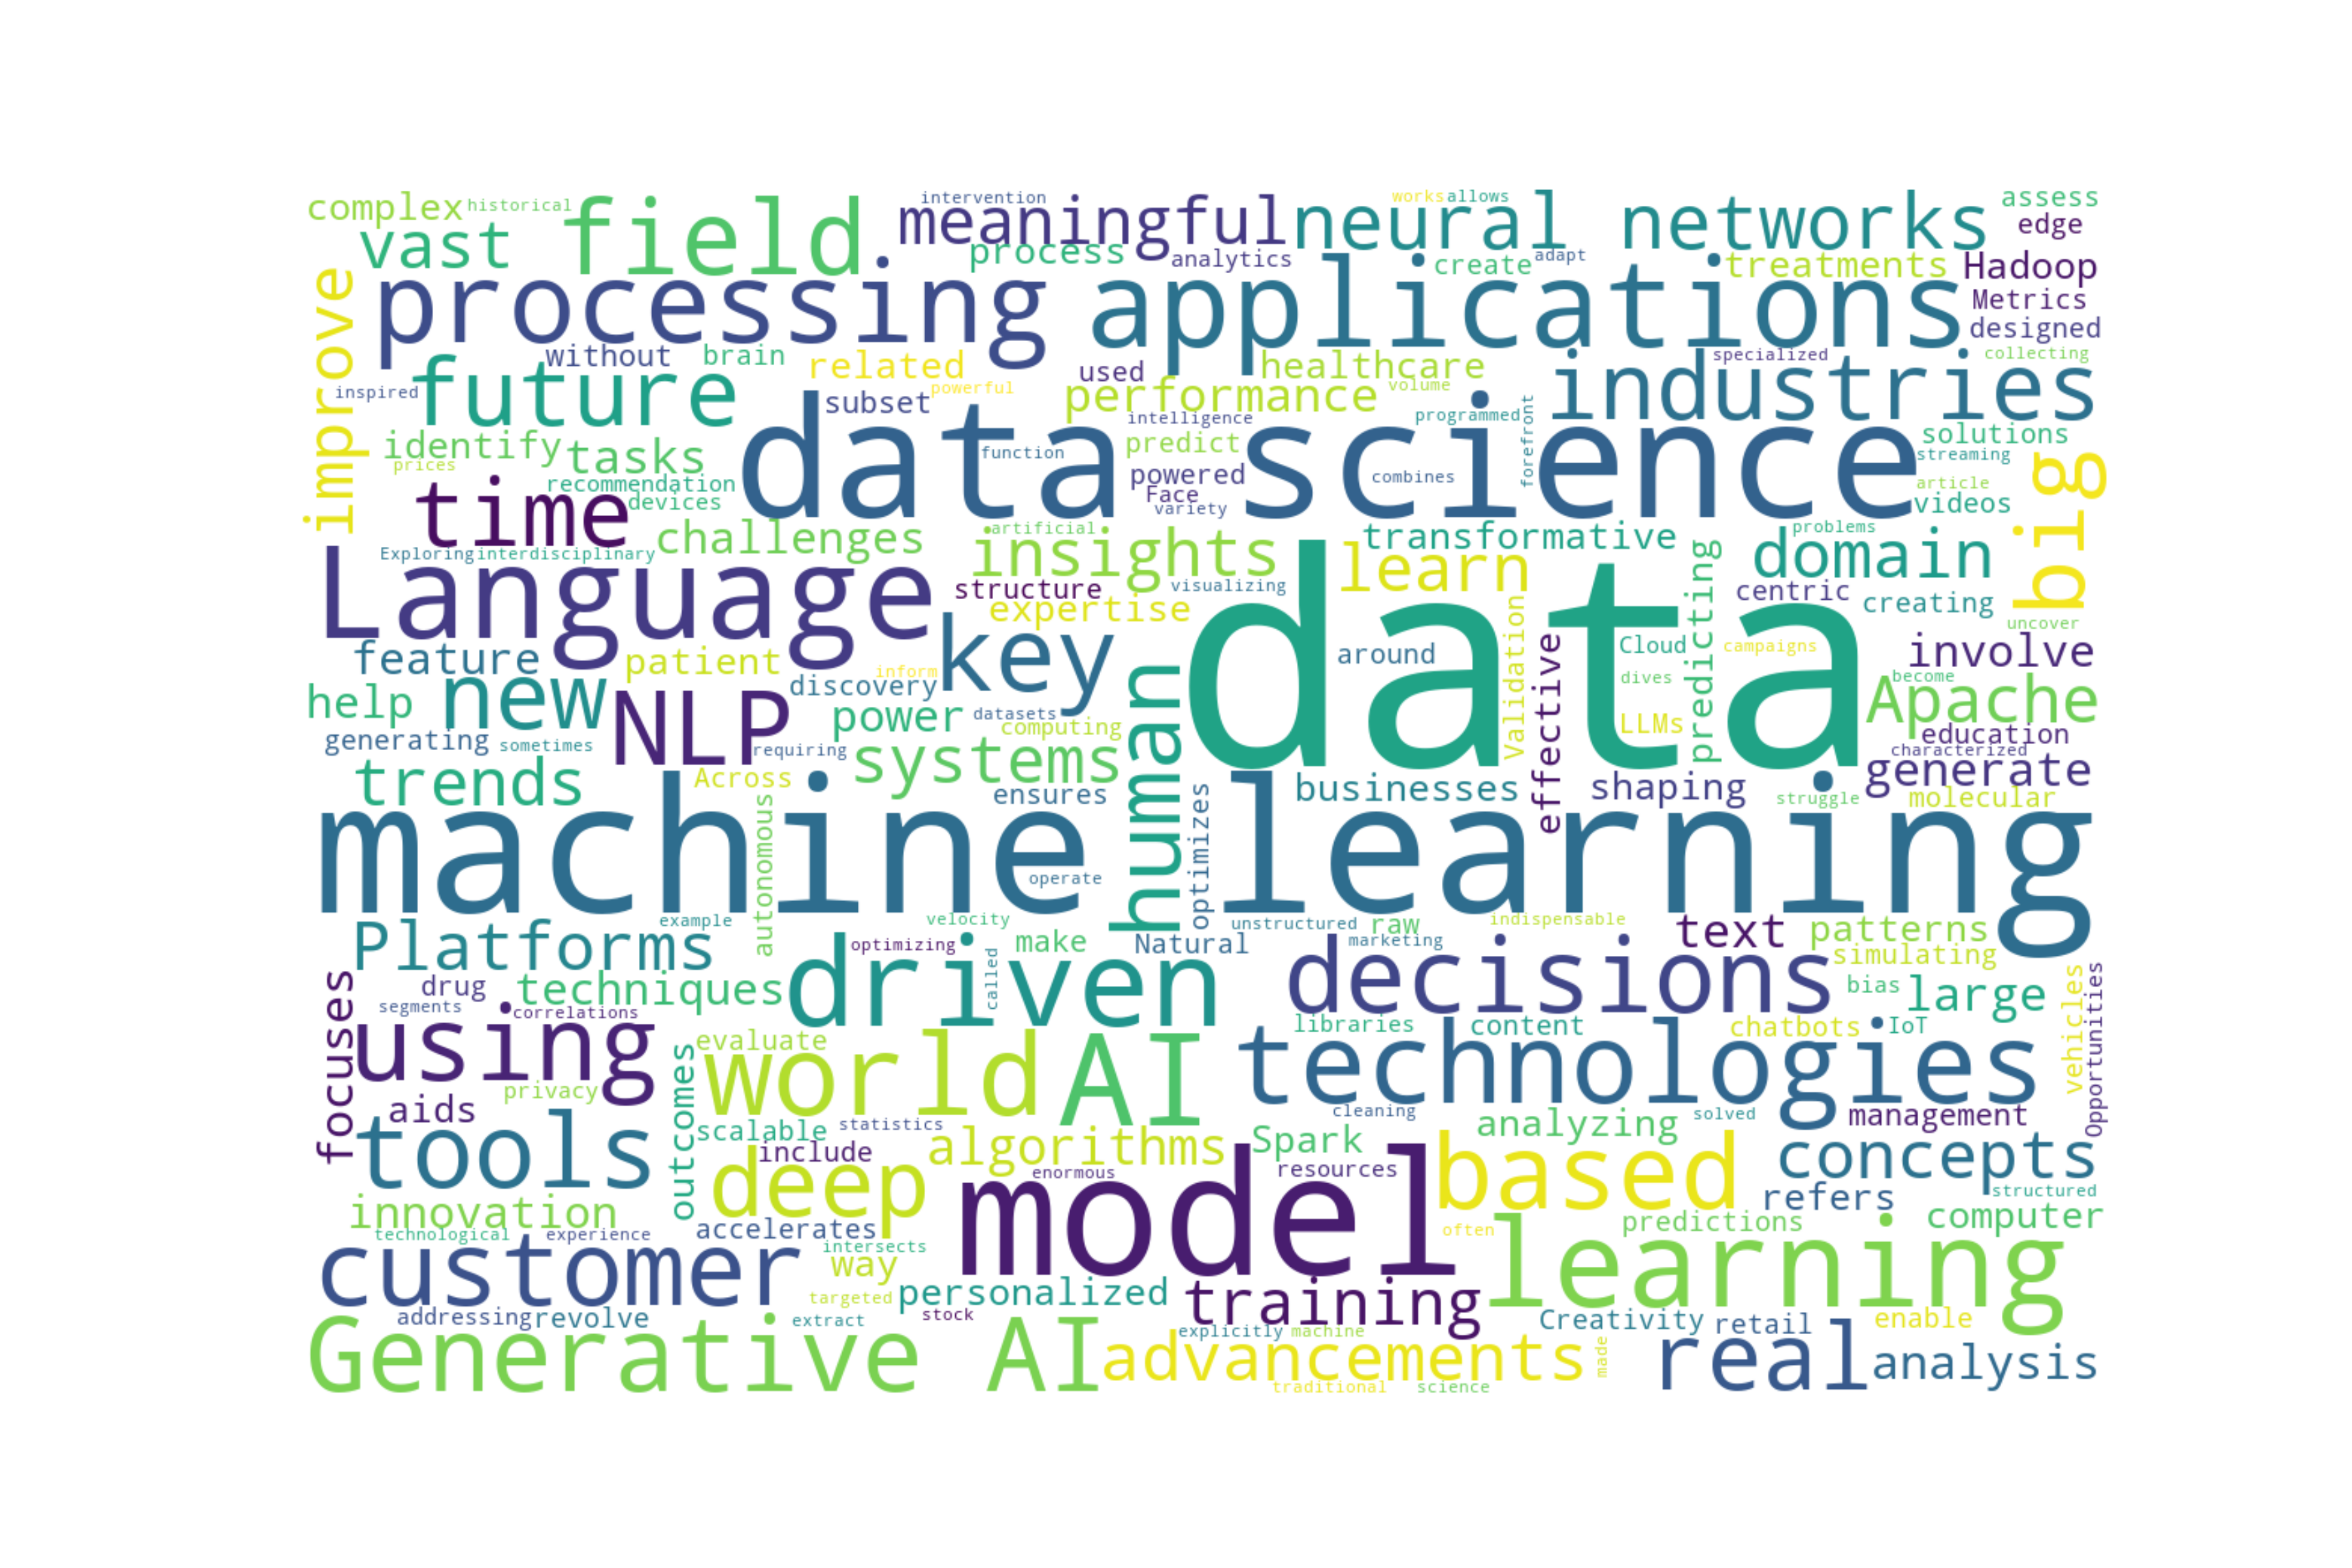 complex historical field intervention meaningful neural networks works allows assess
vast process analytics create adapt treatments edge
improve processing applications Hadoop
Metrics
designed
without brain related used healthcare specialized collecting
inspired future subset powerful performance volume industries
identify tasks data science intelligence programmed forefront solutions
prices function predict combines streaming big
recommendation powered article
time devices Face videos
variety
Exploring interdisciplinary challenges artificial insights transformative problems domain
Language structure visualizing learn predicting centric creating
expertise data Validation uncover
feature patient inform key human around effective Cloud campaigns involve
help new NLP discovery power datasets dives LLMs become Apache
generating sometimes requiring computing education
characterized
trends Across systems ensures businesses shaping struggle generate
molecular
machine learning autonomous operate optimizes
Platforms example velocity unstructured raw indispensable text patterns
optimizing make Natural marketing simulating
focuses drug techniques driven called decisions bias large vehicles Opportunities
segments correlations
using evaluate world AI libraries content chatbots IoT
privacy outcomes technologies
aids cleaning analyzing solved management
tools scalable statistics algorithms Spark based concepts
include deep enormous model resources refers structured
innovation accelerates often predictions computer
technological experience intersects learning
customer way
targeted personalized training
addressing revolve extract stock Creativity retail enable
Generative AI explicitly machine advancements made real analysis
traditional science